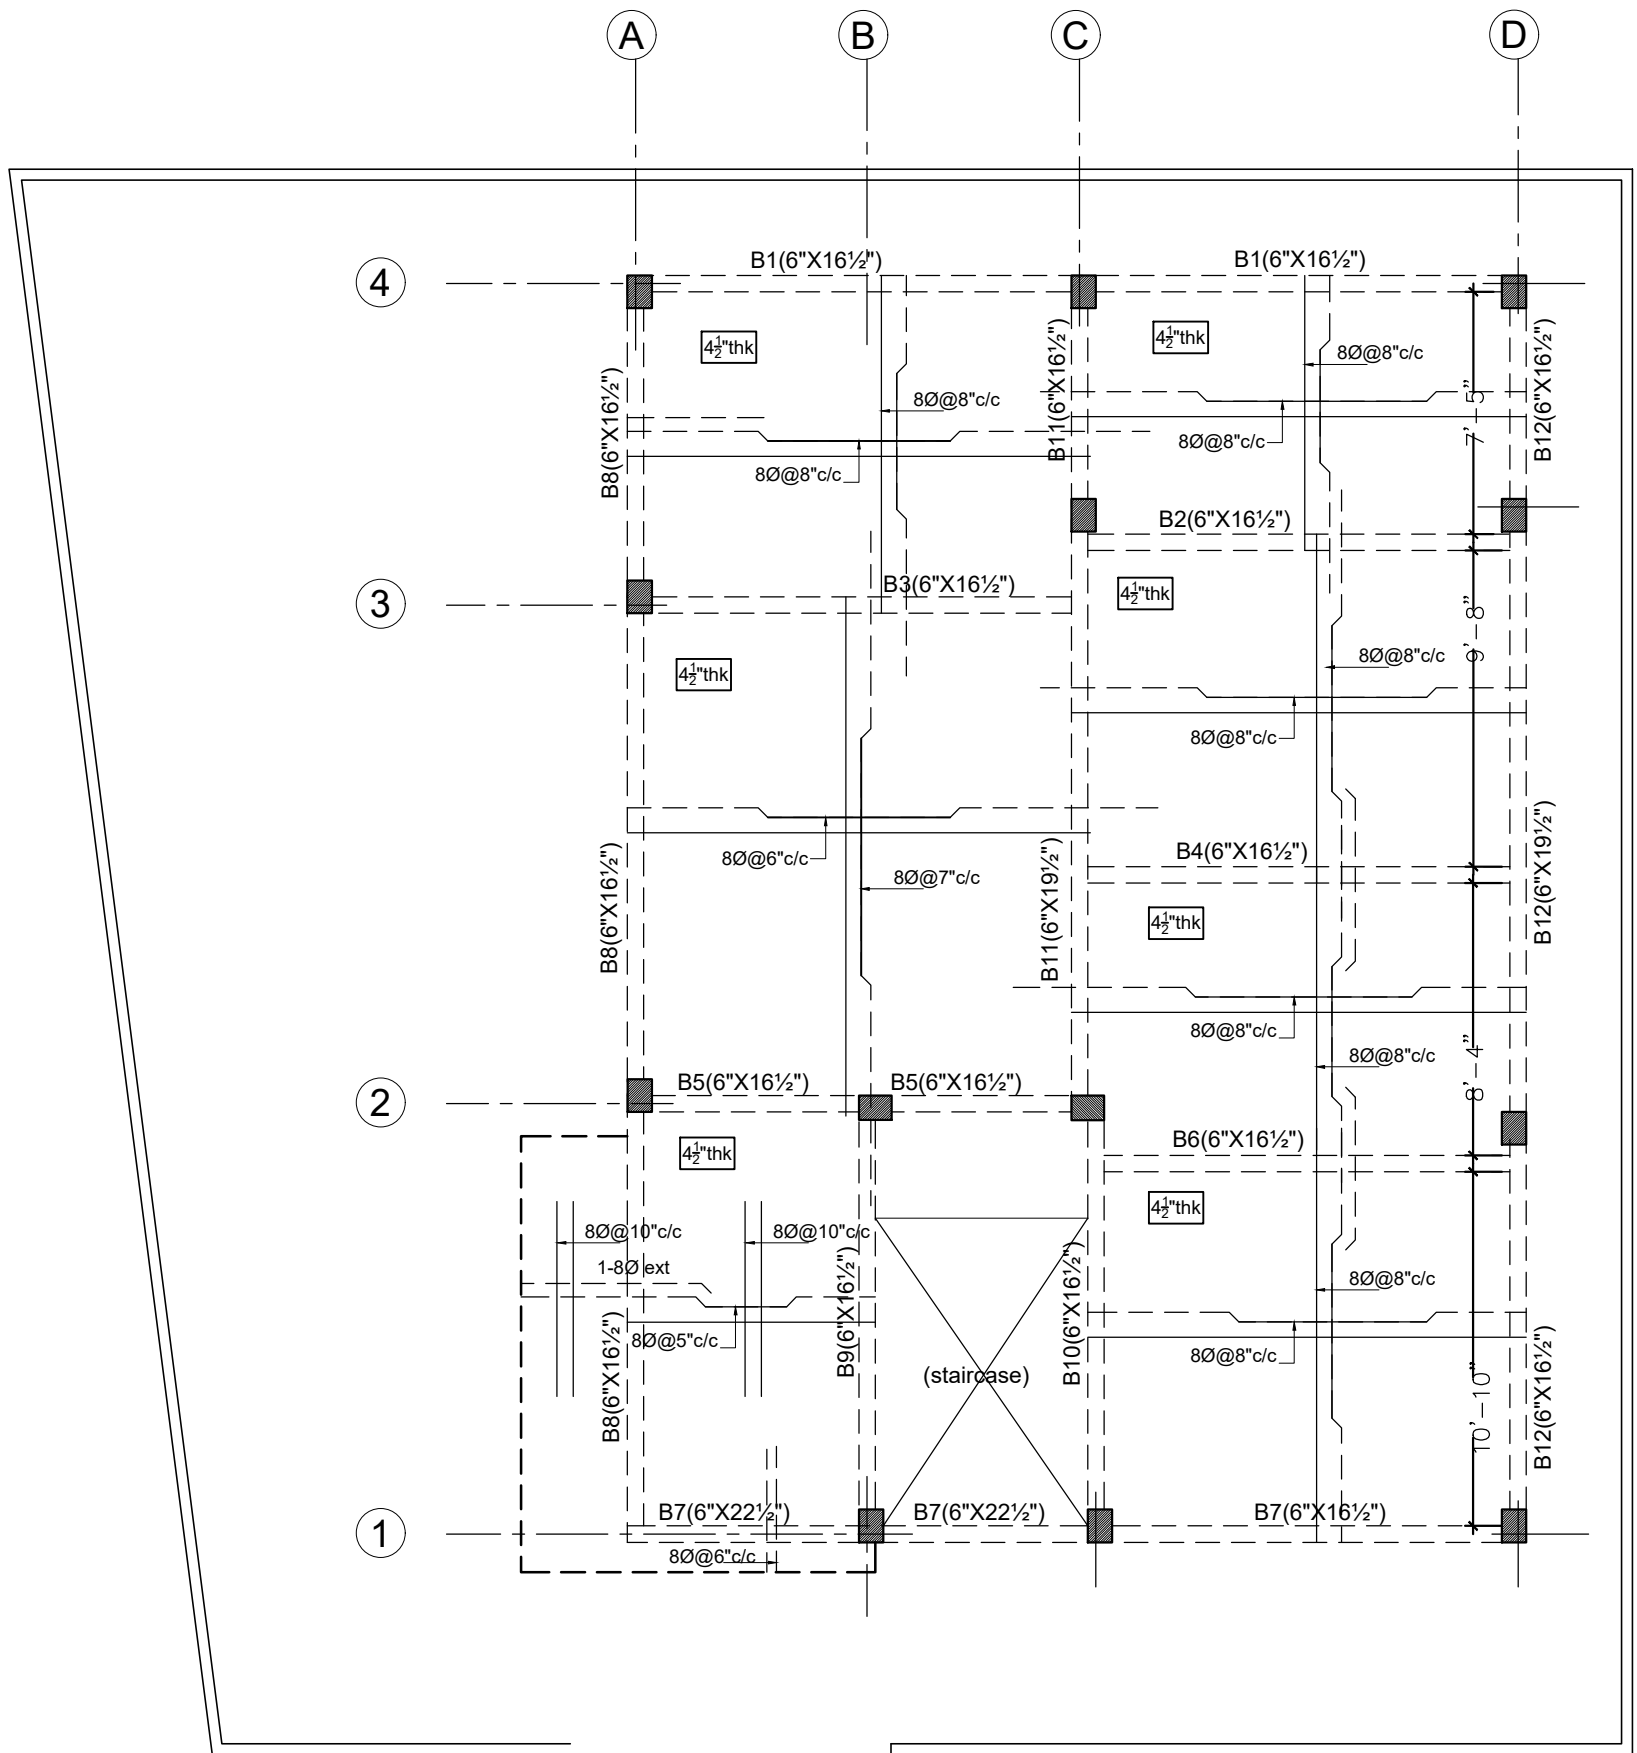 A
B
C
D
4
B1(6"X16½")
B1(6"X16½")
4½"thk
4½"thk
8Ø@8"c/c
B8(6"X16½")
B11(6"X16½")
7'-5"
B12(6"X16½")
8Ø@8"c/c
8Ø@8"c/c
8Ø@8"c/c
B2(6"X16½")
3
B3(6"X16½")
4½"thk
9'-8"
4½"thk
8Ø@8"c/c
8Ø@8"c/c
8Ø@6"c/c
B4(6"X16½")
8Ø@7"c/c
B8(6"X16½")
B11(6"X19½")
4½"thk
B12(6"X19½")
8Ø@8"c/c
8Ø@8"c/c
8'-4"
2
B5(6"X16½")
B5(6"X16½")
4½"thk
B6(6"X16½")
4½"thk
8Ø@10"c/c
8Ø@10"c/c
1-8Ø ext
8Ø@8"c/c
8Ø@5"c/c
B8(6"X16½")
B9(6"X16½")
B10(6"X16½")
8Ø@8"c/c
(staircase)
10'-10"
B12(6"X16½")
1
B7(6"X22½")
B7(6"X22½")
B7(6"X16½")
8Ø@6"c/c